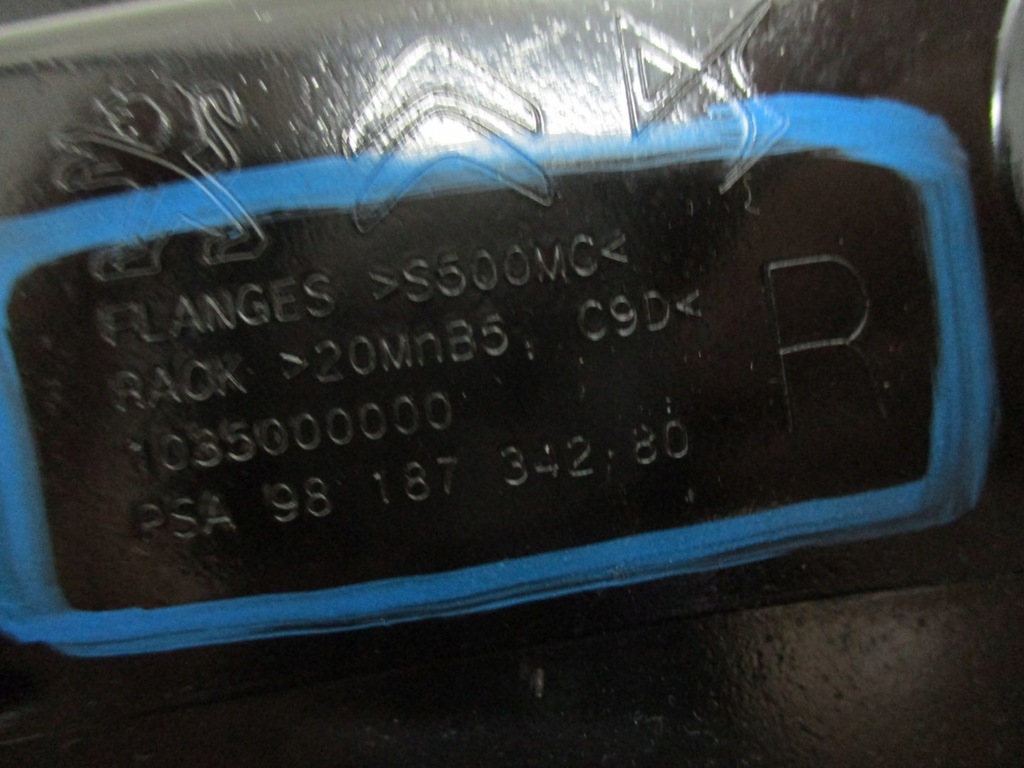 FLANGES >S500MC<
RACK >20MnB5, C9D<
1035000000
PSA 98 187 342 80
R